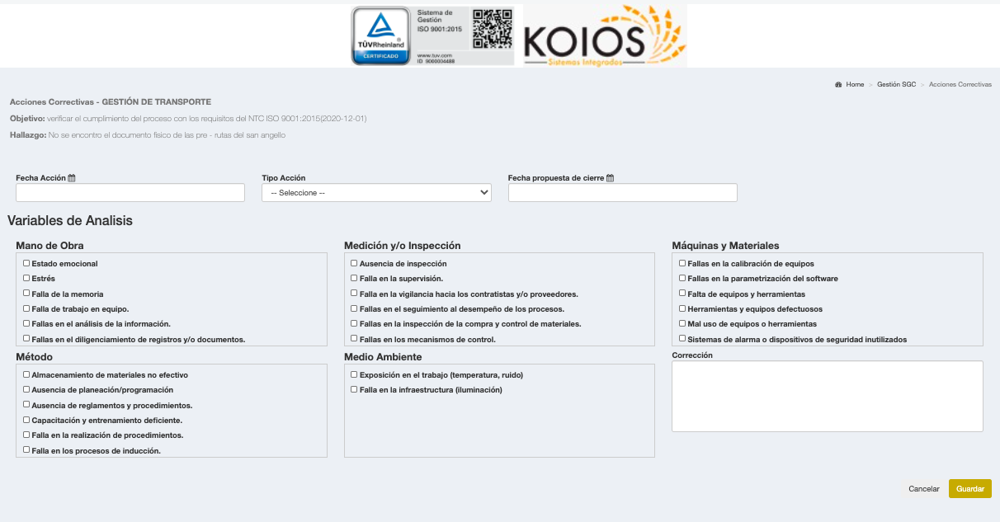 Sistema de
Gestión
ISO 9001:2015
TÜVRheinland
®
CERTIFICADO
www.tuv.com
ID 9000004488
KOIOS
Sistemas Integrados
Home > Gestión SGC > Acciones Correctivas
Acciones Correctivas - GESTIÓN DE TRANSPORTE
Objetivo: verificar el cumplimiento del proceso con los requisitos del NTC ISO 9001:2015(2020-12-01)
Hallazgo: No se encontro el documento fisico de las pre - rutas del san angello
Fecha Acción
Tipo Acción
Fecha propuesta de cierre
-- Seleccione --
Variables de Analisis
Mano de Obra
Estado emocional
Estrés
Falla de la memoria
Falla de trabajo en equipo.
Fallas en el análisis de la información.
Fallas en el diligenciamiento de registros y/o documentos.
Medición y/o Inspección
Ausencia de inspección
Falla en la supervisión.
Falla en la vigilancia hacia los contratistas y/o proveedores.
Fallas en el seguimiento al desempeño de los procesos.
Fallas en la inspección de la compra y control de materiales.
Fallas en los mecanismos de control.
Máquinas y Materiales
Fallas en la calibración de equipos
Fallas en la parametrización del software
Falta de equipos y herramientas
Herramientas y equipos defectuosos
Mal uso de equipos o herramientas
Sistemas de alarma o dispositivos de seguridad inutilizados
Método
Almacenamiento de materiales no efectivo
Ausencia de planeación/programación
Ausencia de reglamentos y procedimientos.
Capacitación y entrenamiento deficiente.
Falla en la realización de procedimientos.
Falla en los procesos de inducción.
Medio Ambiente
Exposición en el trabajo (temperatura, ruido)
Falla en la infraestructura (iluminación)
Corrección
Cancelar
Guardar